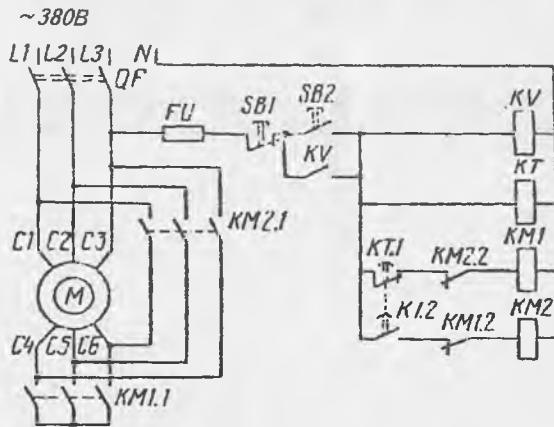 ~380В
L1 L2 L3 N
QF
FU
SB1
SB2
KV
KV
KT
C1 C2 C3
KM2.1
M
KT.1
KM2.2
KM1
C4 C5 C6
K1.2
KM1.2
KM2
KM1.1